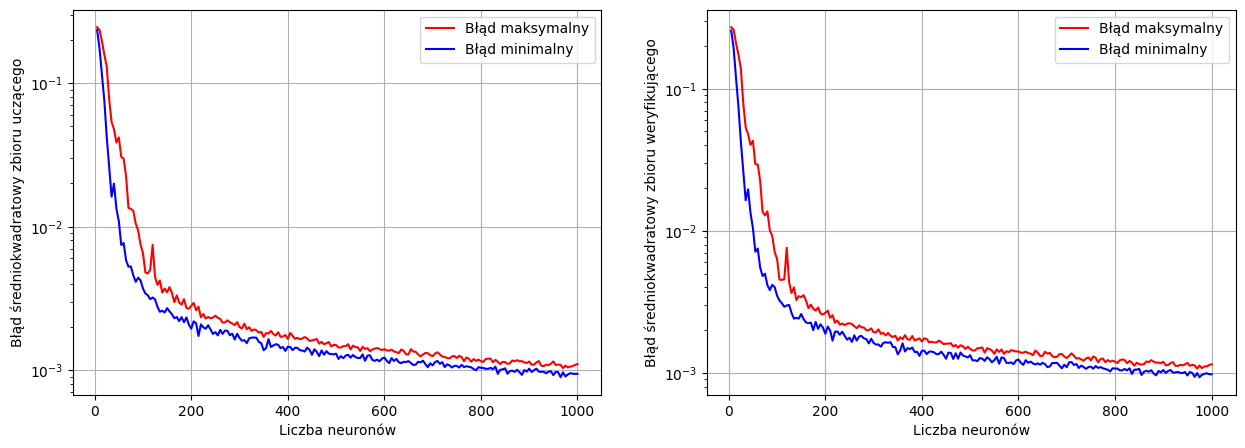 Błąd średniokwadratowy zbioru uczącego
10⁻¹
10⁻²
10⁻³
Błąd maksymalny
Błąd minimalny
0 200 400 600 800 1000
Liczba neuronów
Błąd średniokwadratowy zbioru weryfikującego
10⁻¹
10⁻²
10⁻³
Błąd maksymalny
Błąd minimalny
0 200 400 600 800 1000
Liczba neuronów